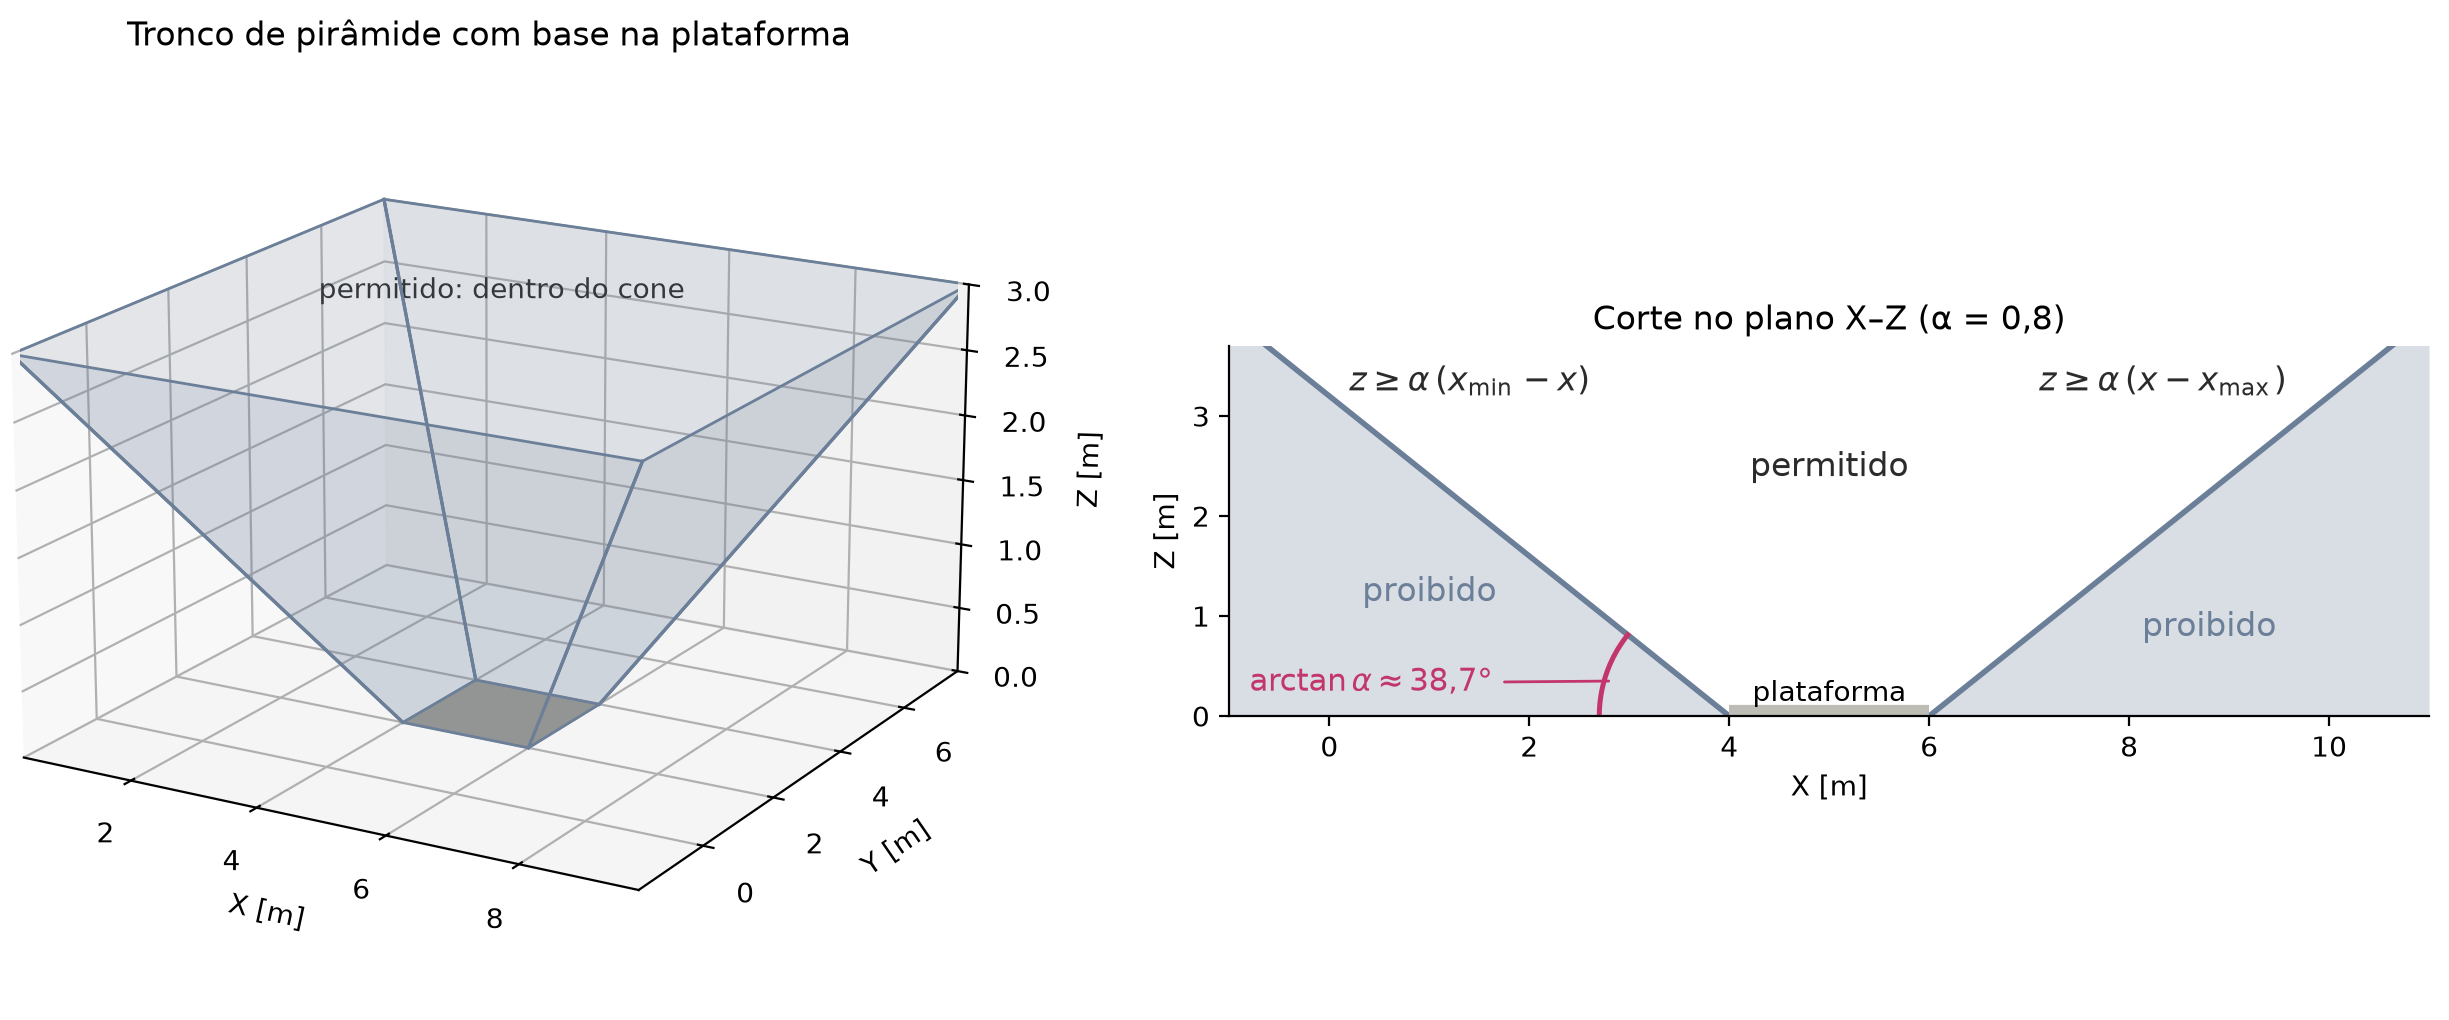 Tronco de pirâmide com base na plataforma
permitido: dentro do cone
3.0
2.5
2.0
1.5
1.0
0.5
0.0
Z [m]
6
4
2
0
Y [m]
2
4
6
8
X [m]
Corte no plano X–Z (α = 0,8)
z ≥ α (xmin − x)
z ≥ α (x − xmax)
permitido
proibido
proibido
arctan α ≈ 38,7°
plataforma
3
2
1
0
Z [m]
0 2 4 6 8 10
X [m]